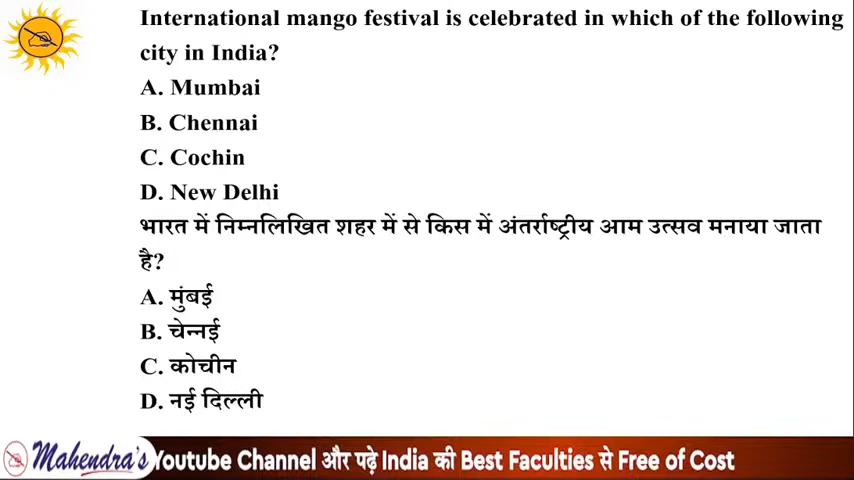 International mango festival is celebrated in which of the following
city in India?
A. Mumbai
B. Chennai
C. Cochin
D. New Delhi
भारत में निम्नलिखित शहर में से किस में अंतर्राष्ट्रीय आम उत्सव मनाया जाता
है?
A. मुंबई
B. चेन्नई
C. कोचीन
D. नई दिल्ली
Mahendra's Youtube Channel और पढ़े India की Best Faculties से Free of Cost